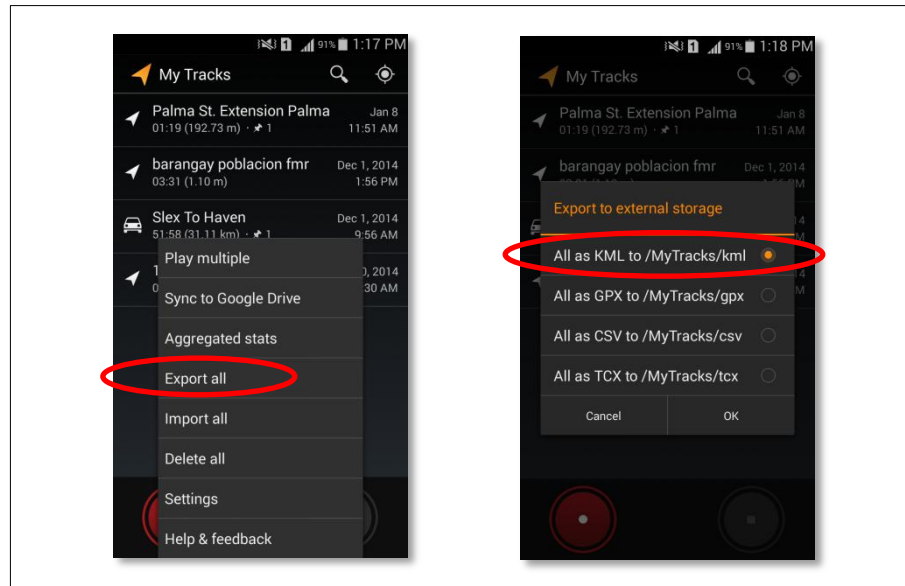 1 91% 1:17 PM
My Tracks
Palma St. Extension Palma Jan 8
01:19 (192.73 m) · 1 11:51 AM
barangay poblacion fmr Dec 1, 2014
03:31 (1.10 m) 1:56 PM
Slex To Haven Dec 1, 2014
51:58 (31.11 km) · 1 9:56 AM
Play multiple
Sync to Google Drive
Aggregated stats
Export all
Import all
Delete all
Settings
Help & feedback
1 91% 1:18 PM
My Tracks
Palma St. Extension Palma Jan 8
01:19 (192.73 m) · 1 11:51 AM
barangay poblacion fmr Dec 1, 2014
Export to external storage
All as KML to /MyTracks/kml
All as GPX to /MyTracks/gpx
All as CSV to /MyTracks/csv
All as TCX to /MyTracks/tcx
Cancel OK